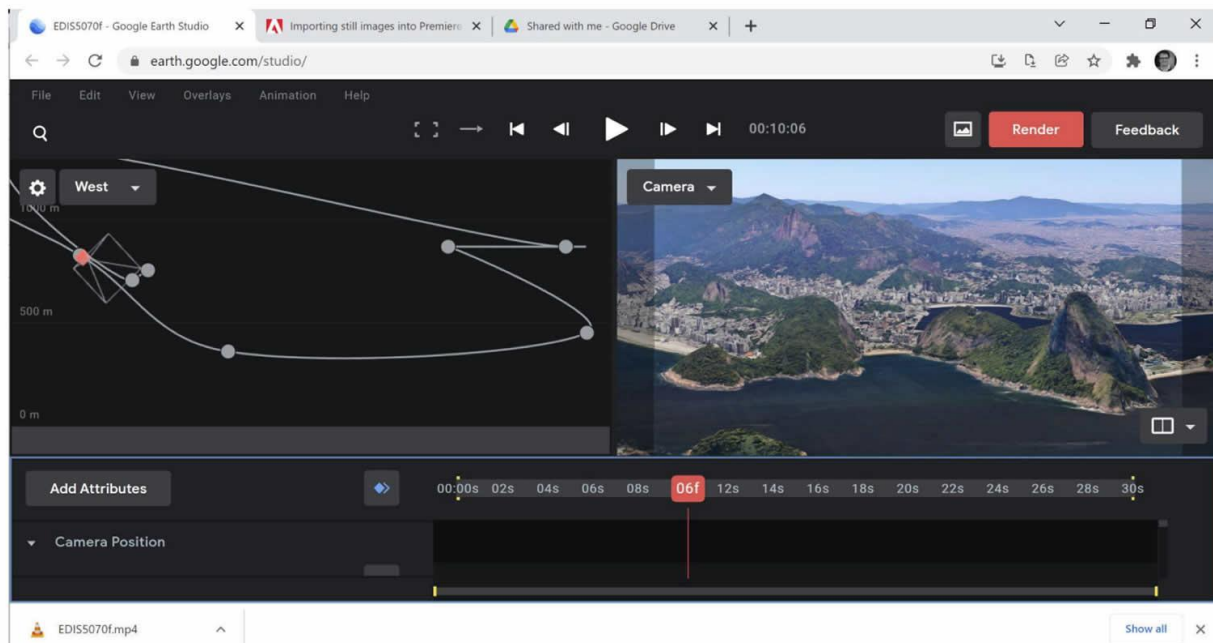 EDIS5070f - Google Earth Studio
Importing still images into Premiere
Shared with me - Google Drive
earth.google.com/studio/
File Edit View Overlays Animation Help
00:10:06
Render
Feedback
West
Camera
1000 m
500 m
0 m
Add Attributes
00:00s 02s 04s 06s 08s 06f 12s 14s 16s 18s 20s 22s 24s 26s 28s 30s
Camera Position
EDIS5070f.mp4
Show all